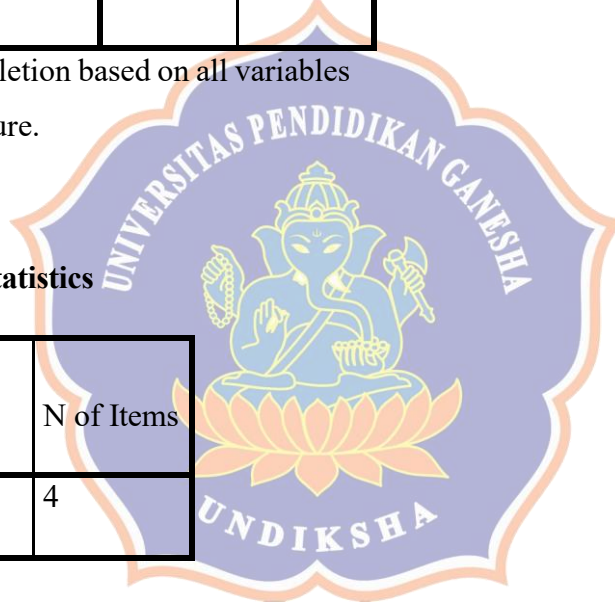 letion based on all variables
ure.
UNIVERSITAS PENDIDIKAN GANESHA
tatistics
N of Items
4
UNDIKSHA